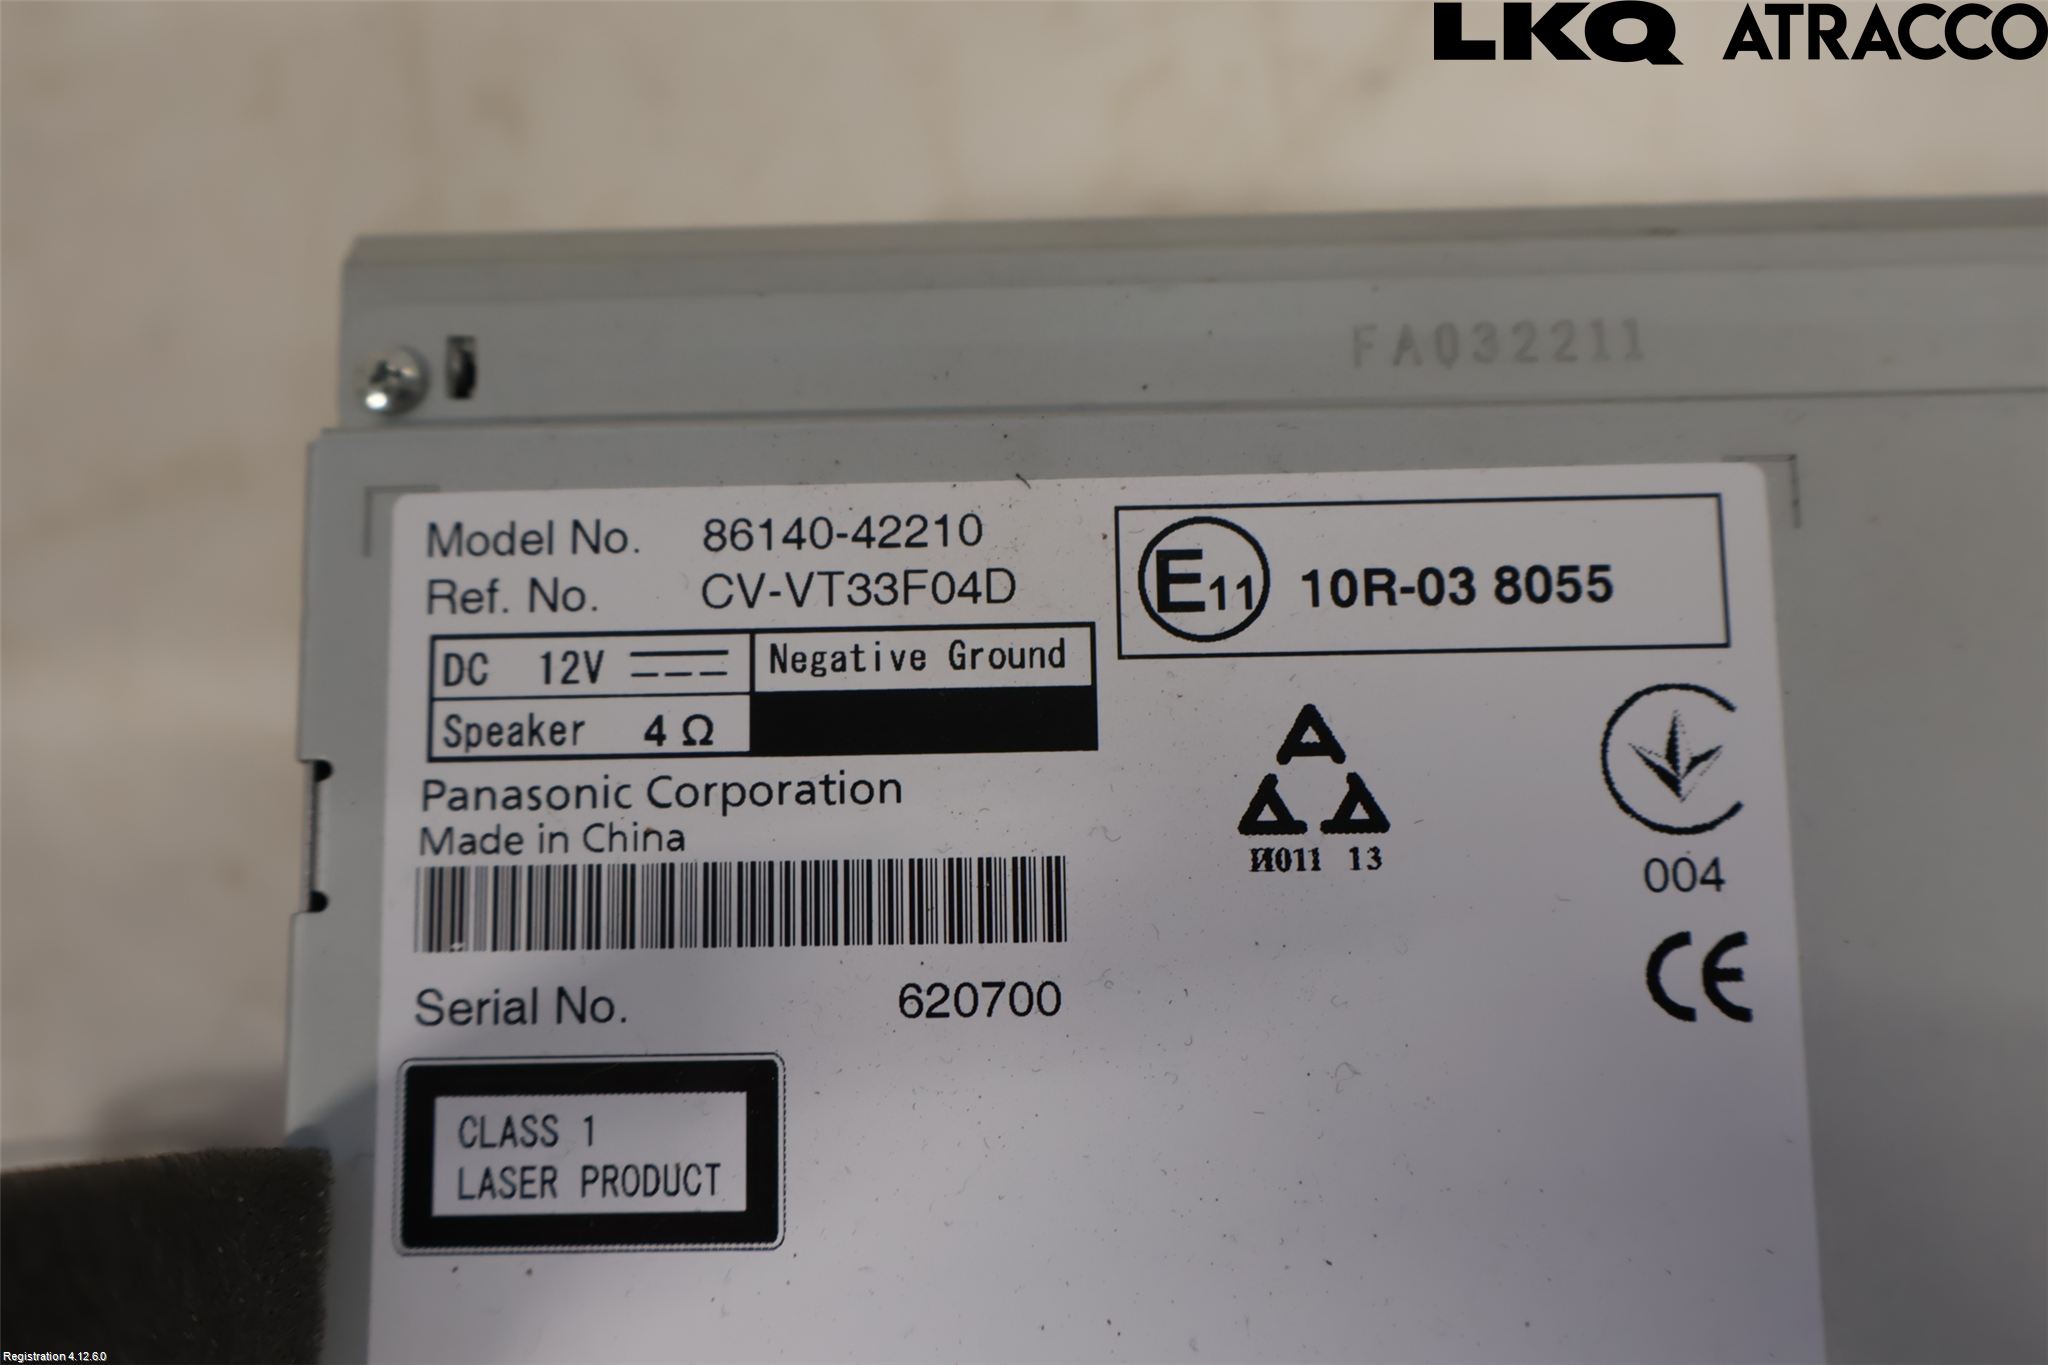 LKQ ATRACCO
FA032211
Model No. 86140-42210
Ref. No. CV-VT33F04D
E11 10R-03 8055
DC 12V Negative Ground
Speaker 4 Ω
Panasonic Corporation
Made in China
И011 13
004
CE
Serial No. 620700
CLASS 1
LASER PRODUCT
Registration 4.12.6.0